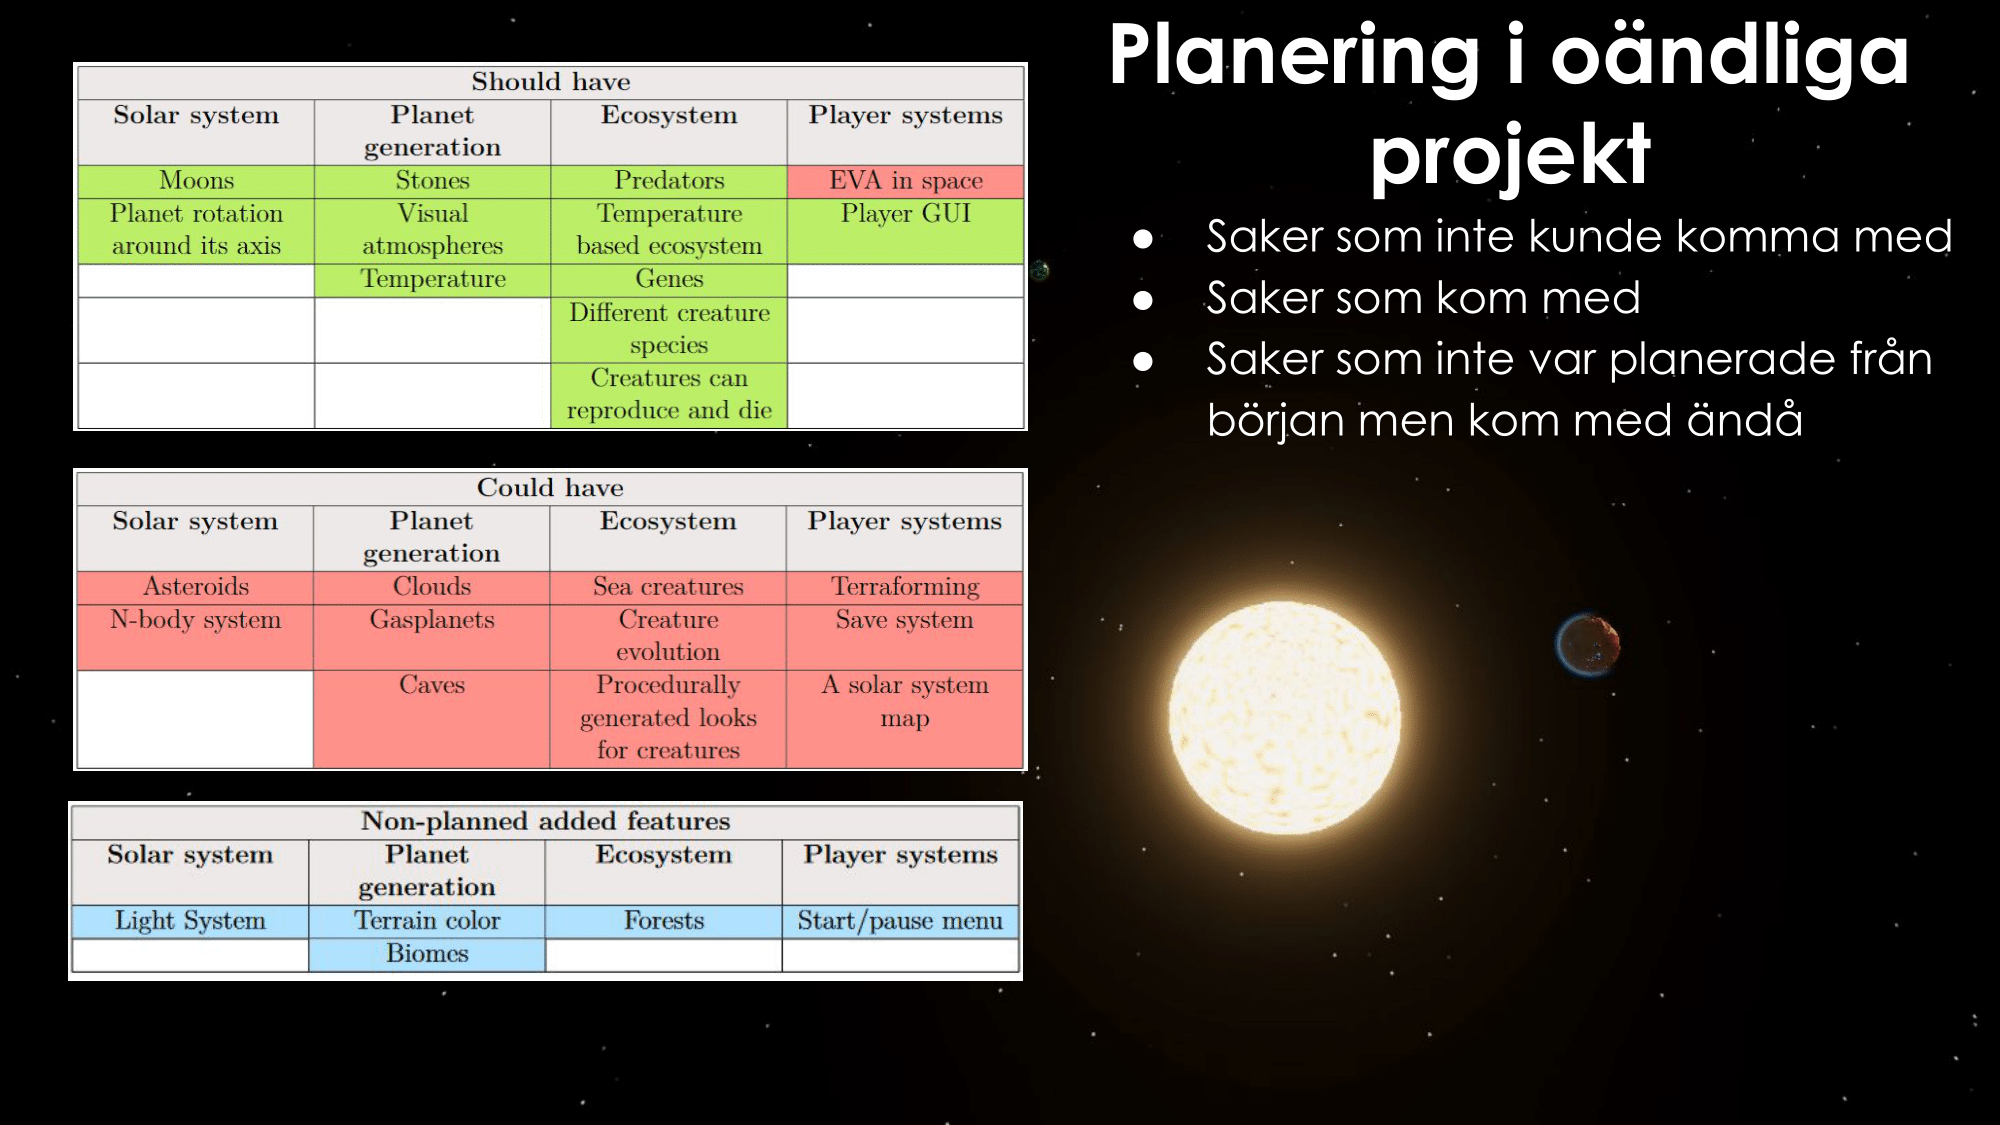 Planering i oändliga
projekt
● Saker som inte kunde komma med
● Saker som kom med
● Saker som inte var planerade från
började men kom med ändå
Should have
Solar system Planet Ecosystem Player systems
generation
Moons Stones Predators EVA in space
Planet rotation Visual Temperature Player GUI
around its axis atmospheres based ecosystem
Temperature Genes
Different creature
species
Creatures can
reproduce and die
Could have
Solar system Planet Ecosystem Player systems
generation
Asteroids Clouds Sea creatures Terraforming
N-body system Gasplanets Creature Save system
evolution
Caves Procedurally A solar system
generated looks map
for creatures
Non-planned added features
Solar system Planet Ecosystem Player systems
generation
Light System Terrain color Forests Start/pause menu
Biomes